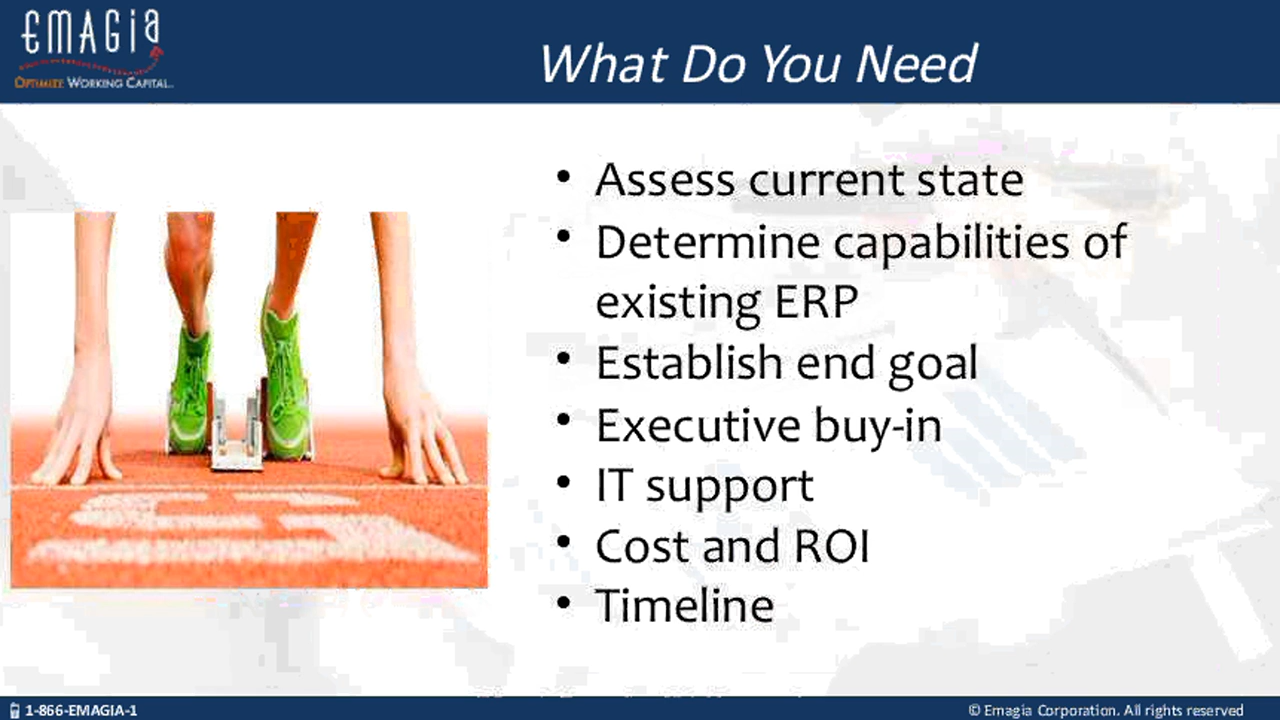 EMAGIA
OPTIMIZE WORKING CAPITAL.
What Do You Need
• Assess current state
• Determine capabilities of
existing ERP
• Establish end goal
• Executive buy-in
• IT support
• Cost and ROI
• Timeline
1-866-EMAGIA-1
© Emagia Corporation. All rights reserved